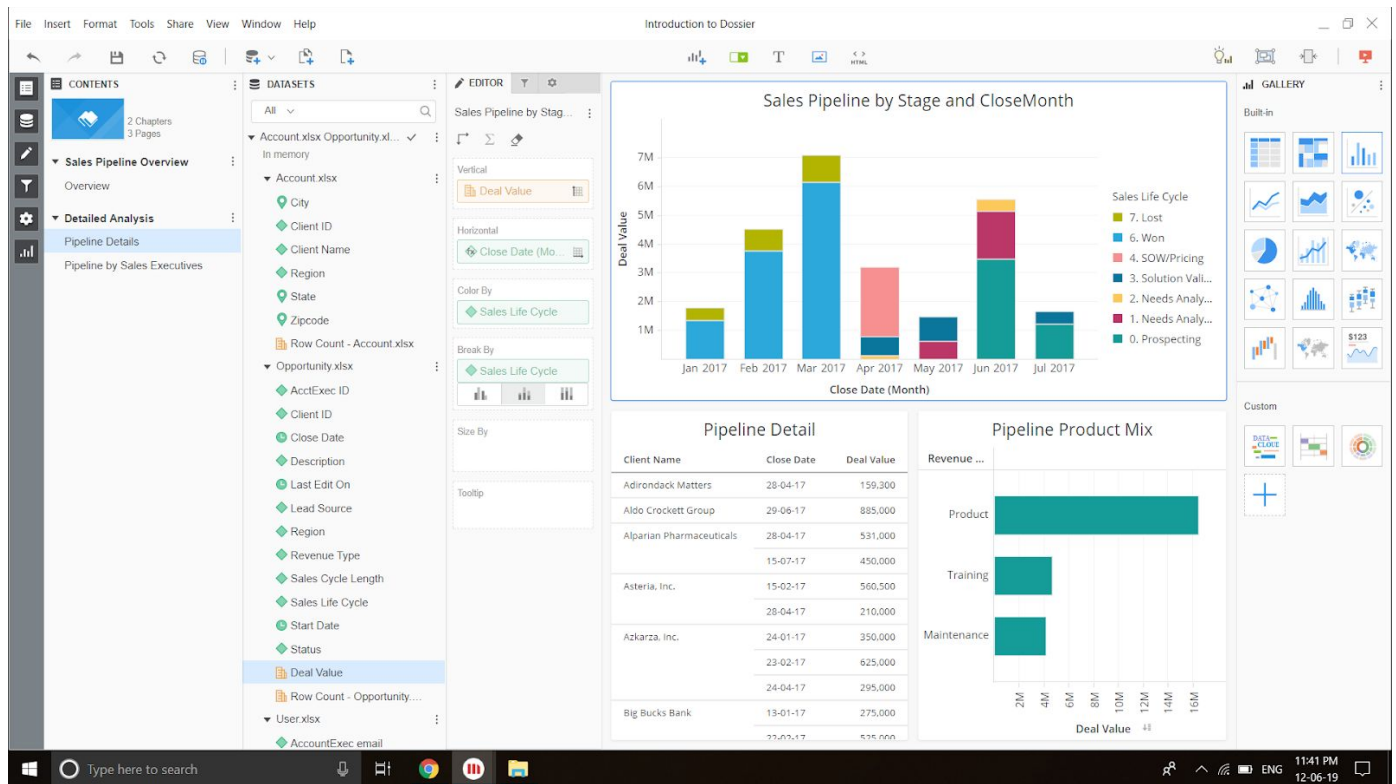 File Insert Format Tools Share View Window Help
Introduction to Dossier
T
< >
HTML
CONTENTS
2 Chapters
3 Pages
Sales Pipeline Overview
Overview
Detailed Analysis
Pipeline Details
Pipeline by Sales Executives
DATASETS
All
Account.xlsx Opportunity.xl...
In memory
Account.xlsx
City
Client ID
Client Name
Region
State
Zipcode
Row Count - Account.xlsx
Opportunity.xlsx
AcctExec ID
Client ID
Close Date
Description
Last Edit On
Lead Source
Region
Revenue Type
Sales Cycle Length
Sales Life Cycle
Start Date
Status
Deal Value
Row Count - Opportunity....
User.xlsx
AccountExec email
EDITOR
Sales Pipeline by Stag...
Vertical
Deal Value
Horizontal
Close Date (Mo...
Color By
Sales Life Cycle
Break By
Sales Life Cycle
Size By
Tooltip
Sales Pipeline by Stage and CloseMonth
Deal Value
7M
6M
5M
4M
3M
2M
1M
Jan 2017 Feb 2017 Mar 2017 Apr 2017 May 2017 Jun 2017 Jul 2017
Close Date (Month)
Sales Life Cycle
7. Lost
6. Won
4. SOW/Pricing
3. Solution Vali...
2. Needs Analy...
1. Needs Analy...
0. Prospecting
Pipeline Detail
Client Name Close Date Deal Value
Adirondack Matters 28-04-17 159,300
Aldo Crockett Group 29-06-17 885,000
Alparian Pharmaceuticals 28-04-17 531,000
15-07-17 450,000
Asteria, Inc. 15-02-17 560,500
28-04-17 210,000
Azkarza, Inc. 24-01-17 350,000
23-02-17 625,000
24-04-17 295,000
Big Bucks Bank 13-01-17 275,000
22-02-17 525,000
Pipeline Product Mix
Revenue ...
Product
Training
Maintenance
2M 4M 6M 8M 10M 12M 14M 16M
Deal Value
GALLERY
Built-in
$123
Custom
DATA
CLOUD
Type here to search
ENG
11:41 PM
12-06-19